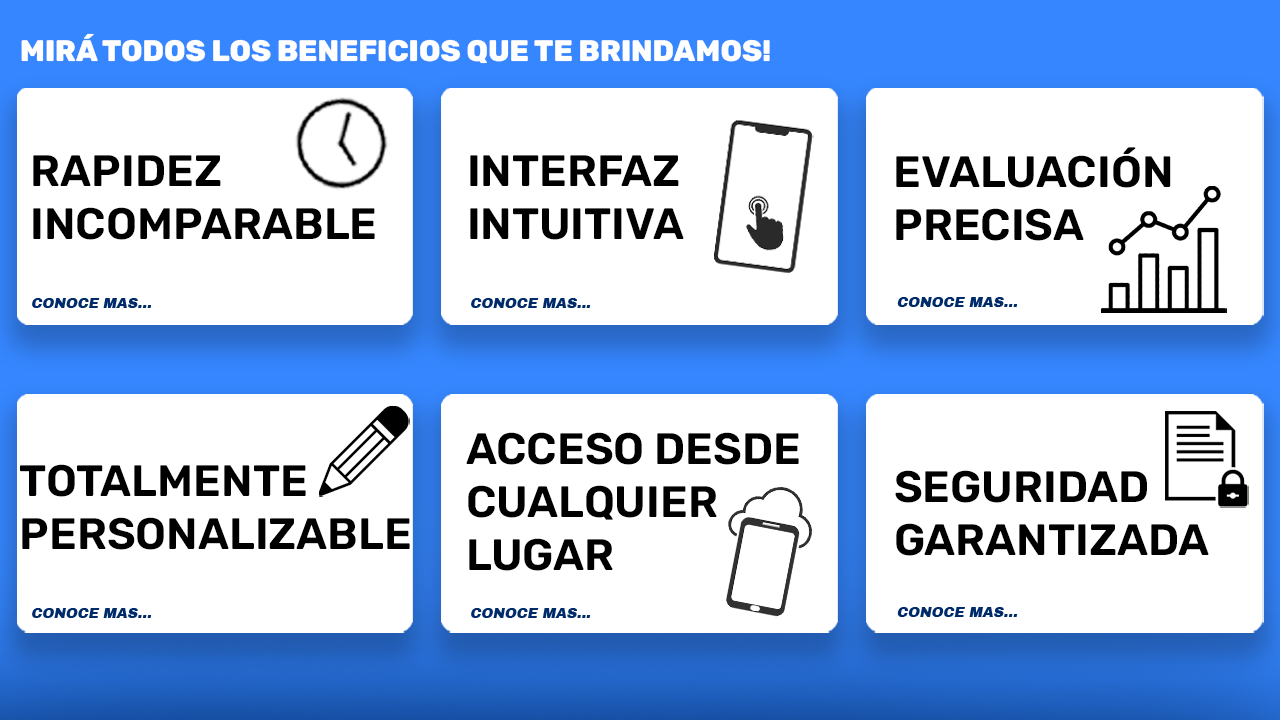 MIRÁ TODOS LOS BENEFICIOS QUE TE BRINDAMOS!
RAPIDEZ
INCOMPARABLE
CONOCE MAS...
INTERFAZ
INTUITIVA
CONOCE MAS...
EVALUACIÓN
PRECISA
CONOCE MAS...
TOTALMENTE
PERSONALIZABLE
CONOCE MAS...
ACCESO DESDE
CUALQUIER
LUGAR
CONOCE MAS...
SEGURIDAD
GARANTIZADA
CONOCE MAS...